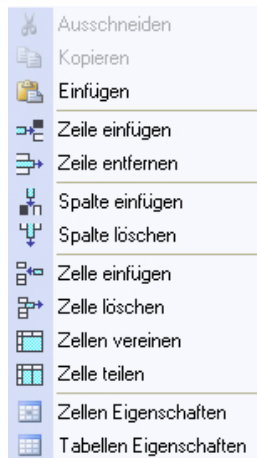 Ausschneiden
Kopieren
Einfügen
Zeile einfügen
Zeile entfernen
Spalte einfügen
Spalte löschen
Zelle einfügen
Zelle löschen
Zellen vereinen
Zelle teilen
Zellen Eigenschaften
Tabellen Eigenschaften